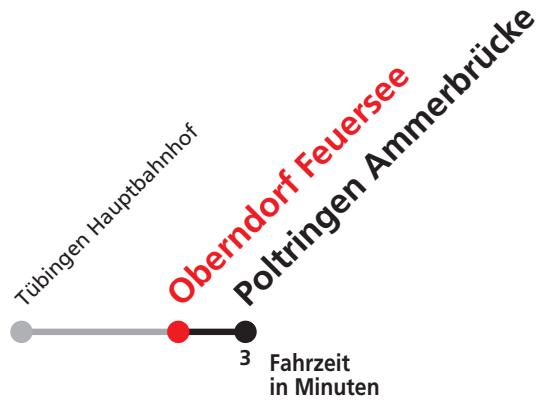 Tübingen Hauptbahnhof
Oberndorf Feuersee
Poltringen Ammerbrücke
3
Fahrzeit
in Minuten